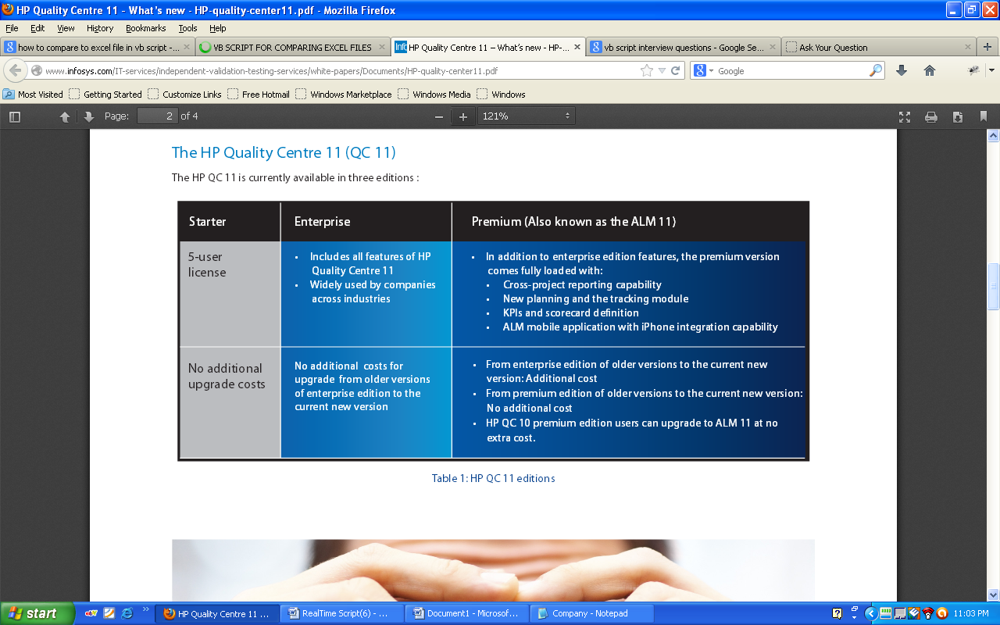 HP Quality Centre 11 - What's new - HP-quality-center11.pdf - Mozilla Firefox
File Edit View History Bookmarks Tools Help
how to compare to excel file in vb script -...
VB SCRIPT FOR COMPARING EXCEL FILES
HP Quality Centre 11 – What's new - HP-...
vb script interview questions - Google Se...
Ask Your Question
www.infosys.com/IT-services/independent-validation-testing-services/white-papers/Documents/HP-quality-center11.pdf
Google
Most Visited Getting Started Customize Links Free Hotmail Windows Marketplace Windows Media Windows
Page: 2 of 4
121%
The HP Quality Centre 11 (QC 11)
The HP QC 11 is currently available in three editions :
Starter
Enterprise
Premium (Also known as the ALM 11)
5-user
license
• Includes all features of HP
Quality Centre 11
• Widely used by companies
across industries
• In addition to enterprise edition features, the premium version
comes fully loaded with:
• Cross-project reporting capability
• New planning and the tracking module
• KPIs and scorecard definition
• ALM mobile application with iPhone integration capability
No additional
upgrade costs
No additional costs for
upgrade from older versions
of enterprise edition to the
current new version
• From enterprise edition of older versions to the current new
version: Additional cost
• From premium edition of older versions to the current new version:
No additional cost
• HP QC 10 premium edition users can upgrade to ALM 11 at no
extra cost.
Table 1: HP QC 11 editions
start
HP Quality Centre 11 ...
RealTime Script(6) - ...
Document1 - Microsof...
Company - Notepad
11:03 PM